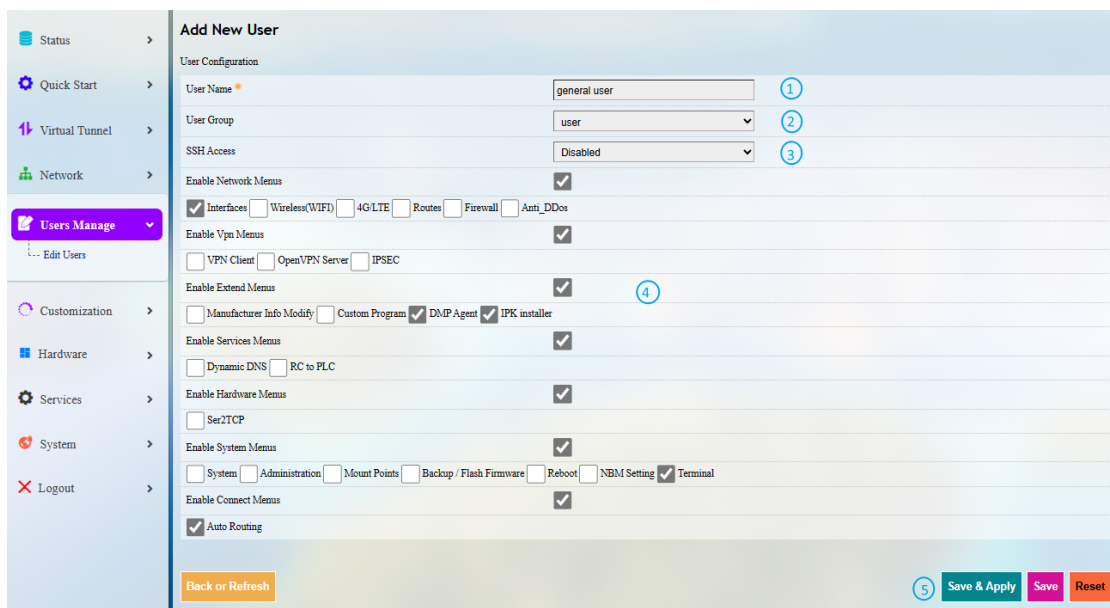 Status
Quick Start
Virtual Tunnel
Network
Users Manage
Edit Users
Customization
Hardware
Services
System
Logout
Add New User
User Configuration
User Name
general user
1
User Group
user
2
SSH Access
Disabled
3
Enable Network Menus
Interfaces Wireless(WIFI) 4G/LTE Routes Firewall Anti_DDos
Enable Vpn Menus
VPN Client OpenVPN Server IPSEC
Enable Extend Menus
4
Manufacturer Info Modify Custom Program DMP Agent IPK installer
Enable Services Menus
Dynamic DNS RC to PLC
Enable Hardware Menus
Ser2TCP
Enable System Menus
System Administration Mount Points Backup / Flash Firmware Reboot NBM Setting Terminal
Enable Connect Menus
Auto Routing
Back or Refresh
5
Save & Apply
Save
Reset